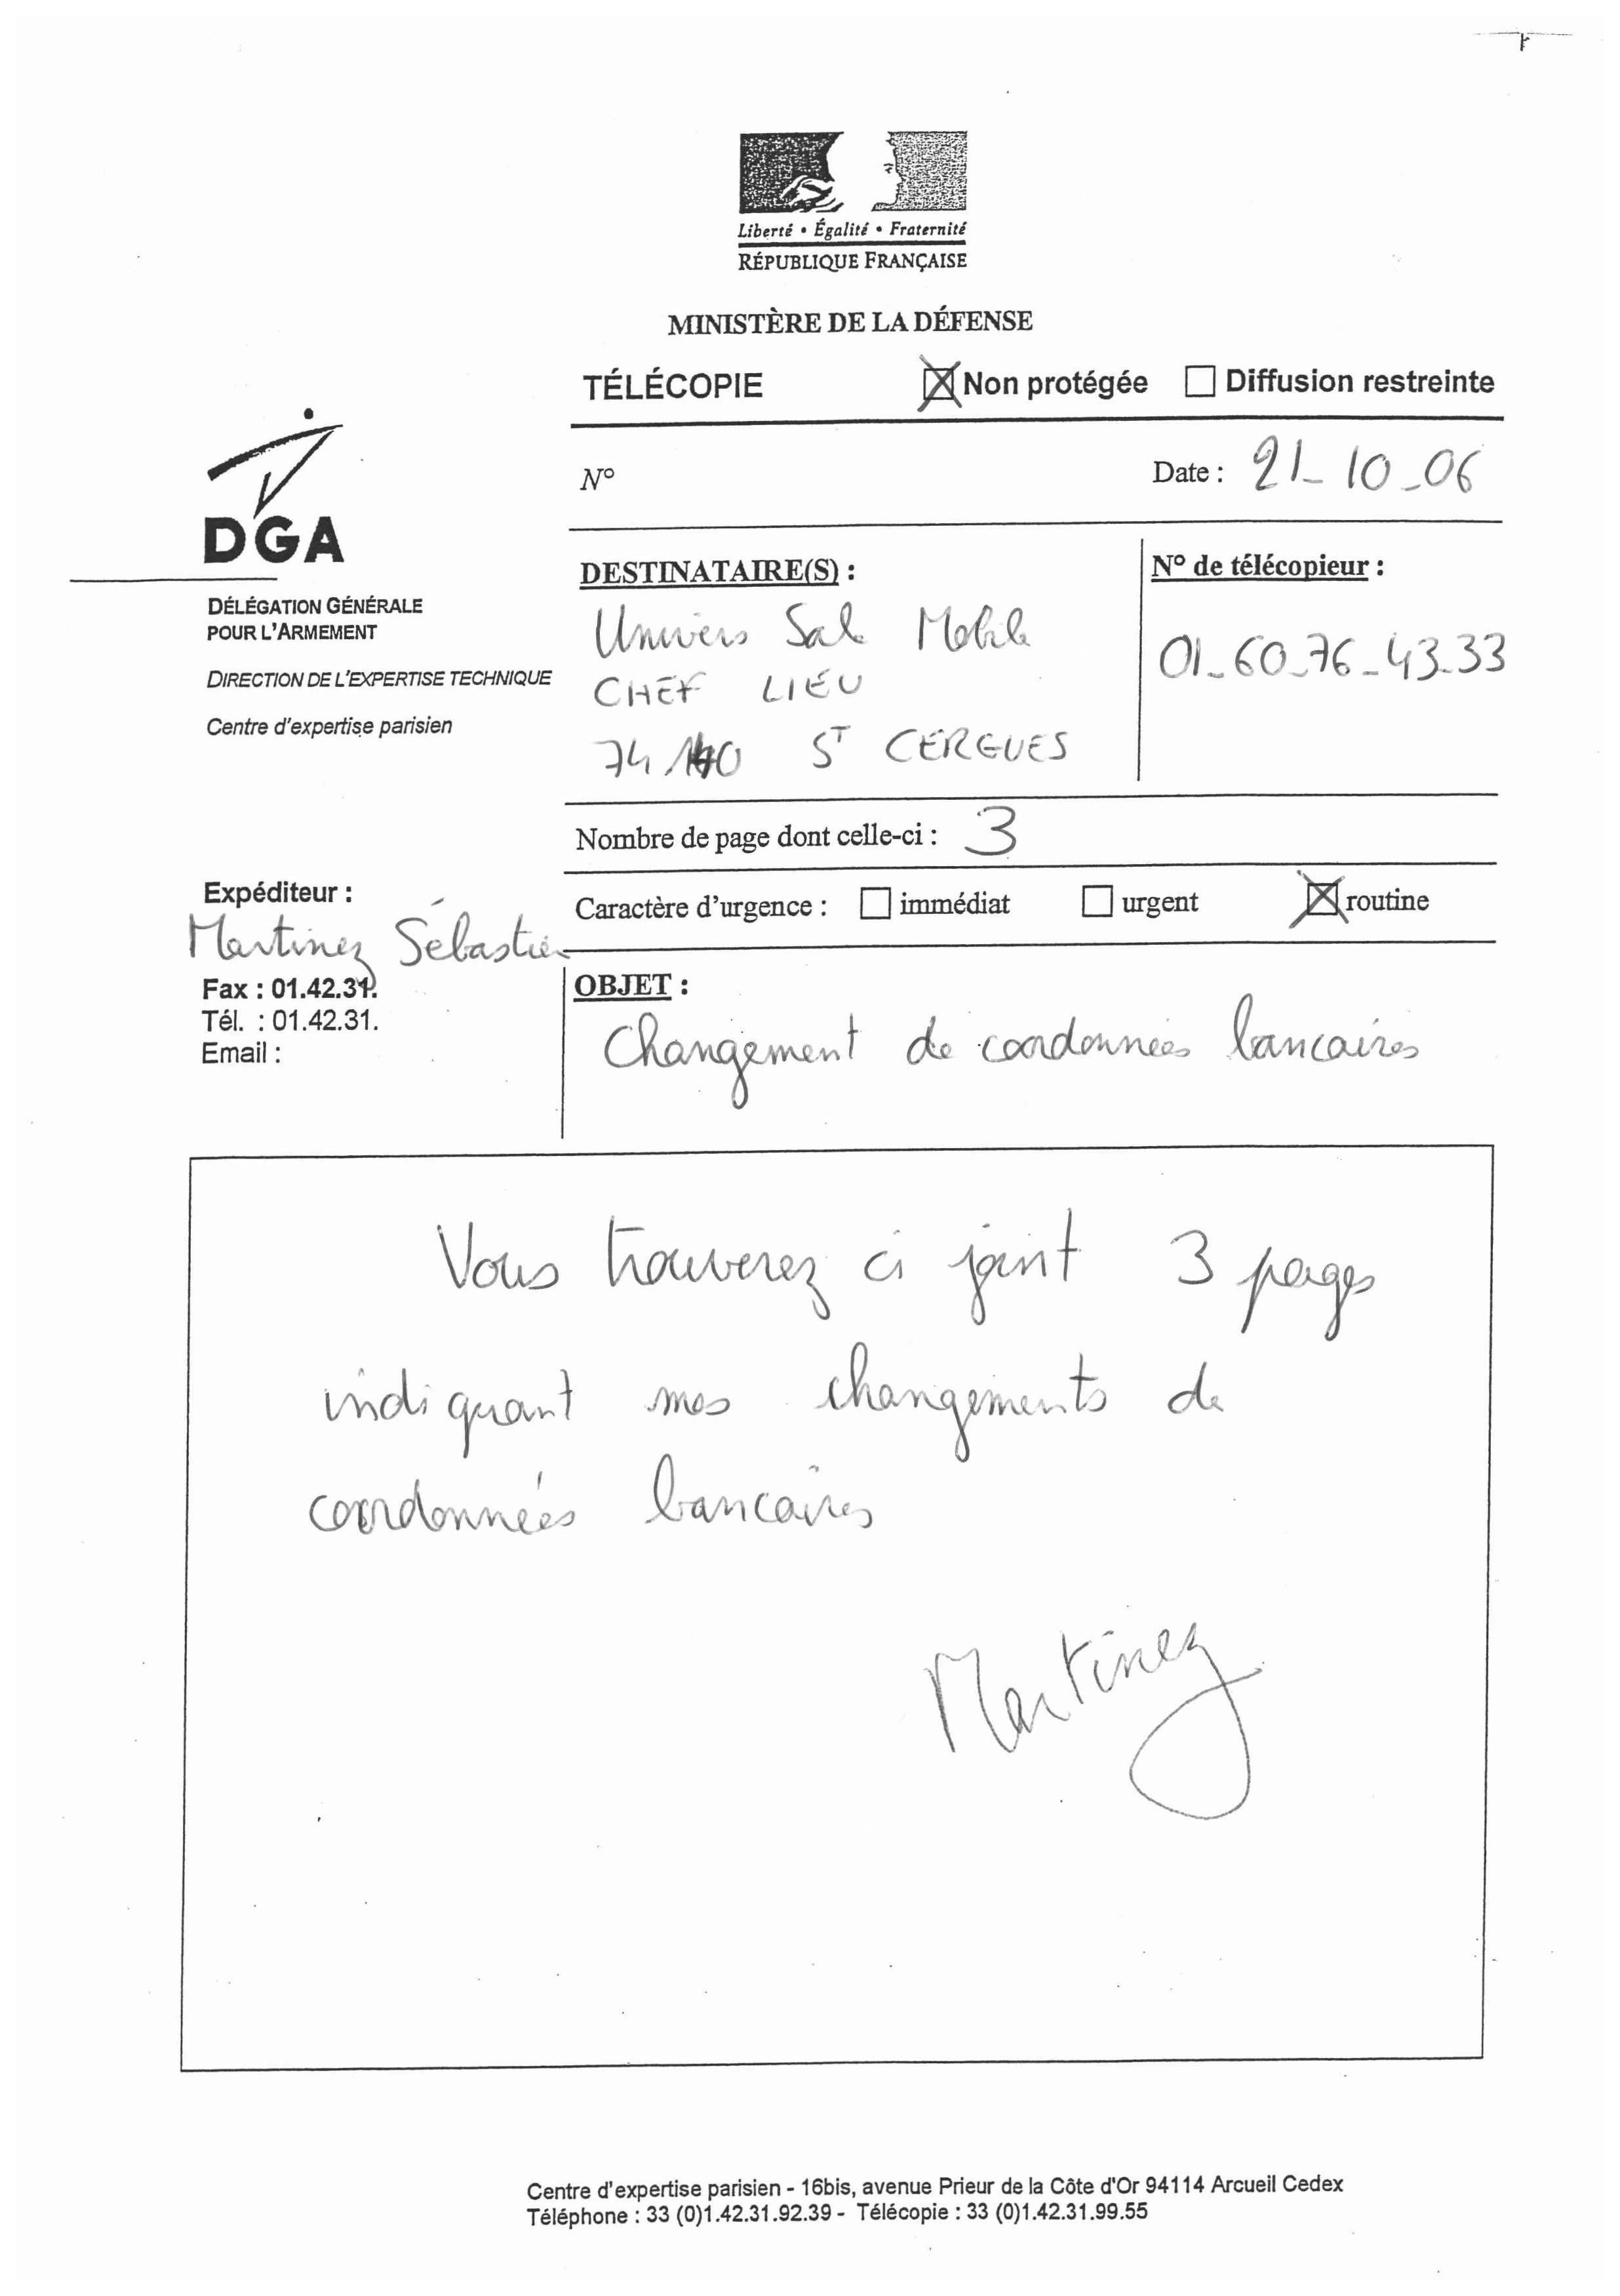 Liberté • Égalité • Fraternité
RÉPUBLIQUE FRANÇAISE
MINISTÈRE DE LA DÉFENSE
TÉLÉCOPIE Non protégée Diffusion restreinte
N° Date : 21_10_06
DGA
DÉLÉGATION GÉNÉRALE
POUR L'ARMEMENT
DIRECTION DE L'EXPERTISE TECHNIQUE
Centre d'expertise parisien
DESTINATAIRE(S) :
Univers Sal Mobile
CHEF LIEU
74140 ST CERGUES
N° de télécopieur :
01_60_76_43_33
Nombre de page dont celle-ci : 3
Caractère d'urgence : immédiat urgent routine
Expéditeur :
Martinez Sébastien
Fax : 01.42.31.
Tél. : 01.42.31.
Email :
OBJET :
Changement de coordonnées bancaires
Vous trouverez ci joint 3 pages
indiquant mes changements de
coordonnées bancaires
Martinez
Centre d'expertise parisien - 16bis, avenue Prieur de la Côte d'Or 94114 Arcueil Cedex
Téléphone : 33 (0)1.42.31.92.39 - Télécopie : 33 (0)1.42.31.99.55